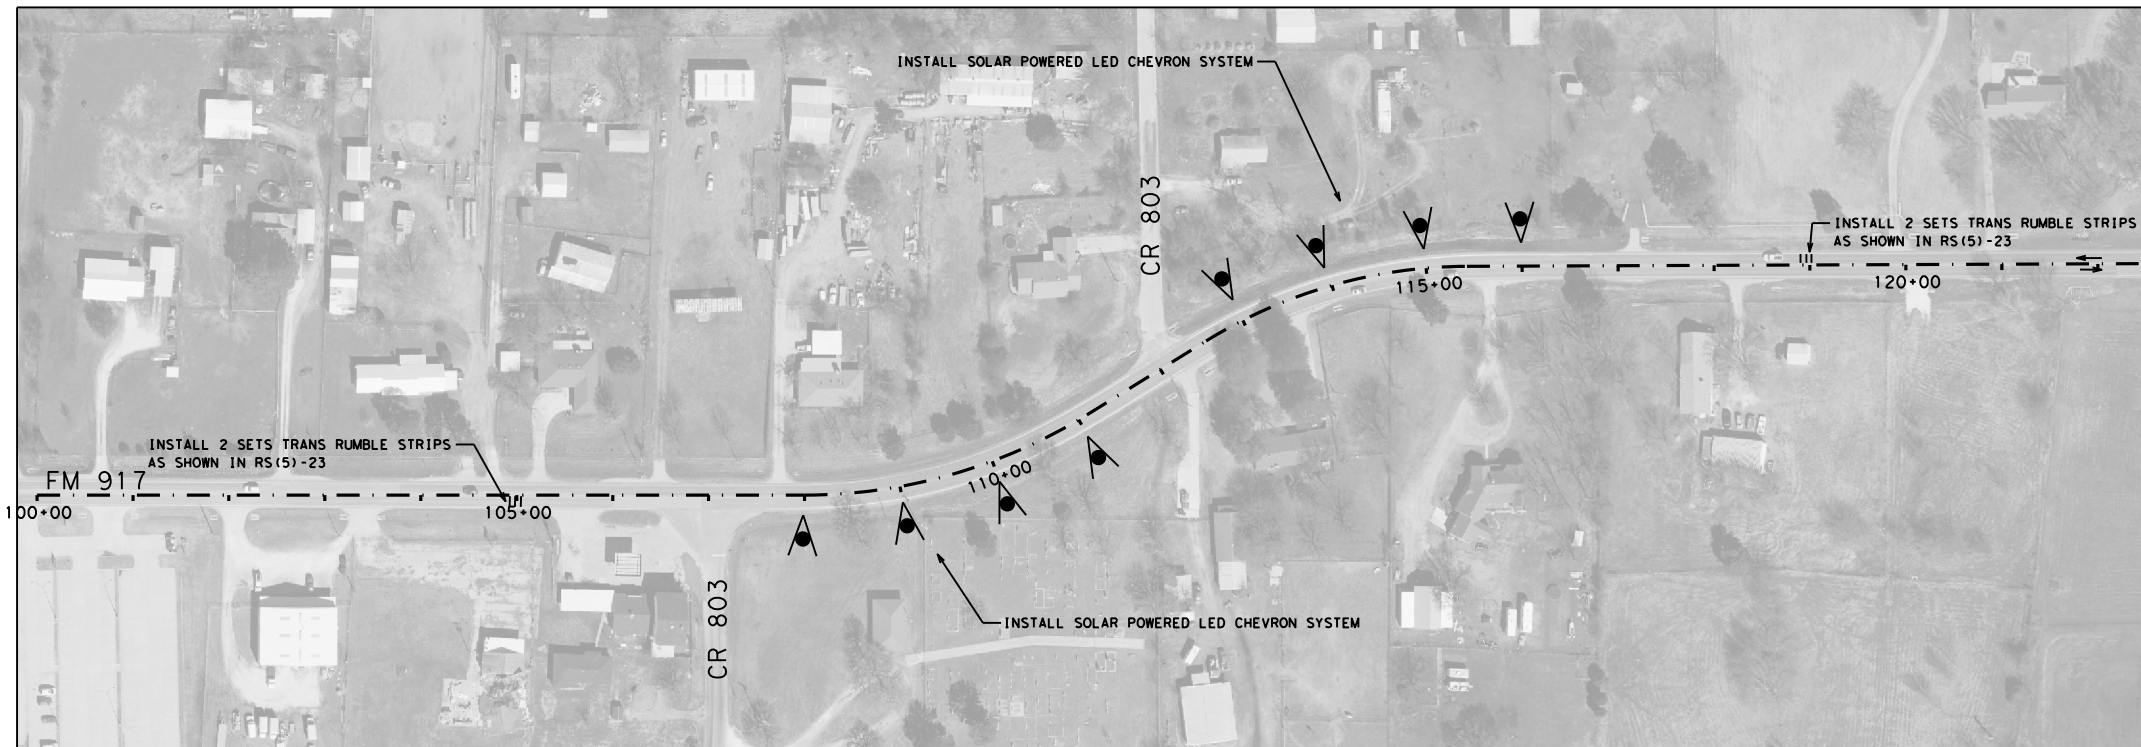 INSTALL SOLAR POWERED LED CHEVRON SYSTEM
CR 803
INSTALL 2 SETS TRANS RUMBLE STRIPS
AS SHOWN IN RS(5)-23
115+00
120+00
INSTALL 2 SETS TRANS RUMBLE STRIPS
AS SHOWN IN RS(5)-23
FM 917
110+00
100+00
105+00
CR 803
INSTALL SOLAR POWERED LED CHEVRON SYSTEM